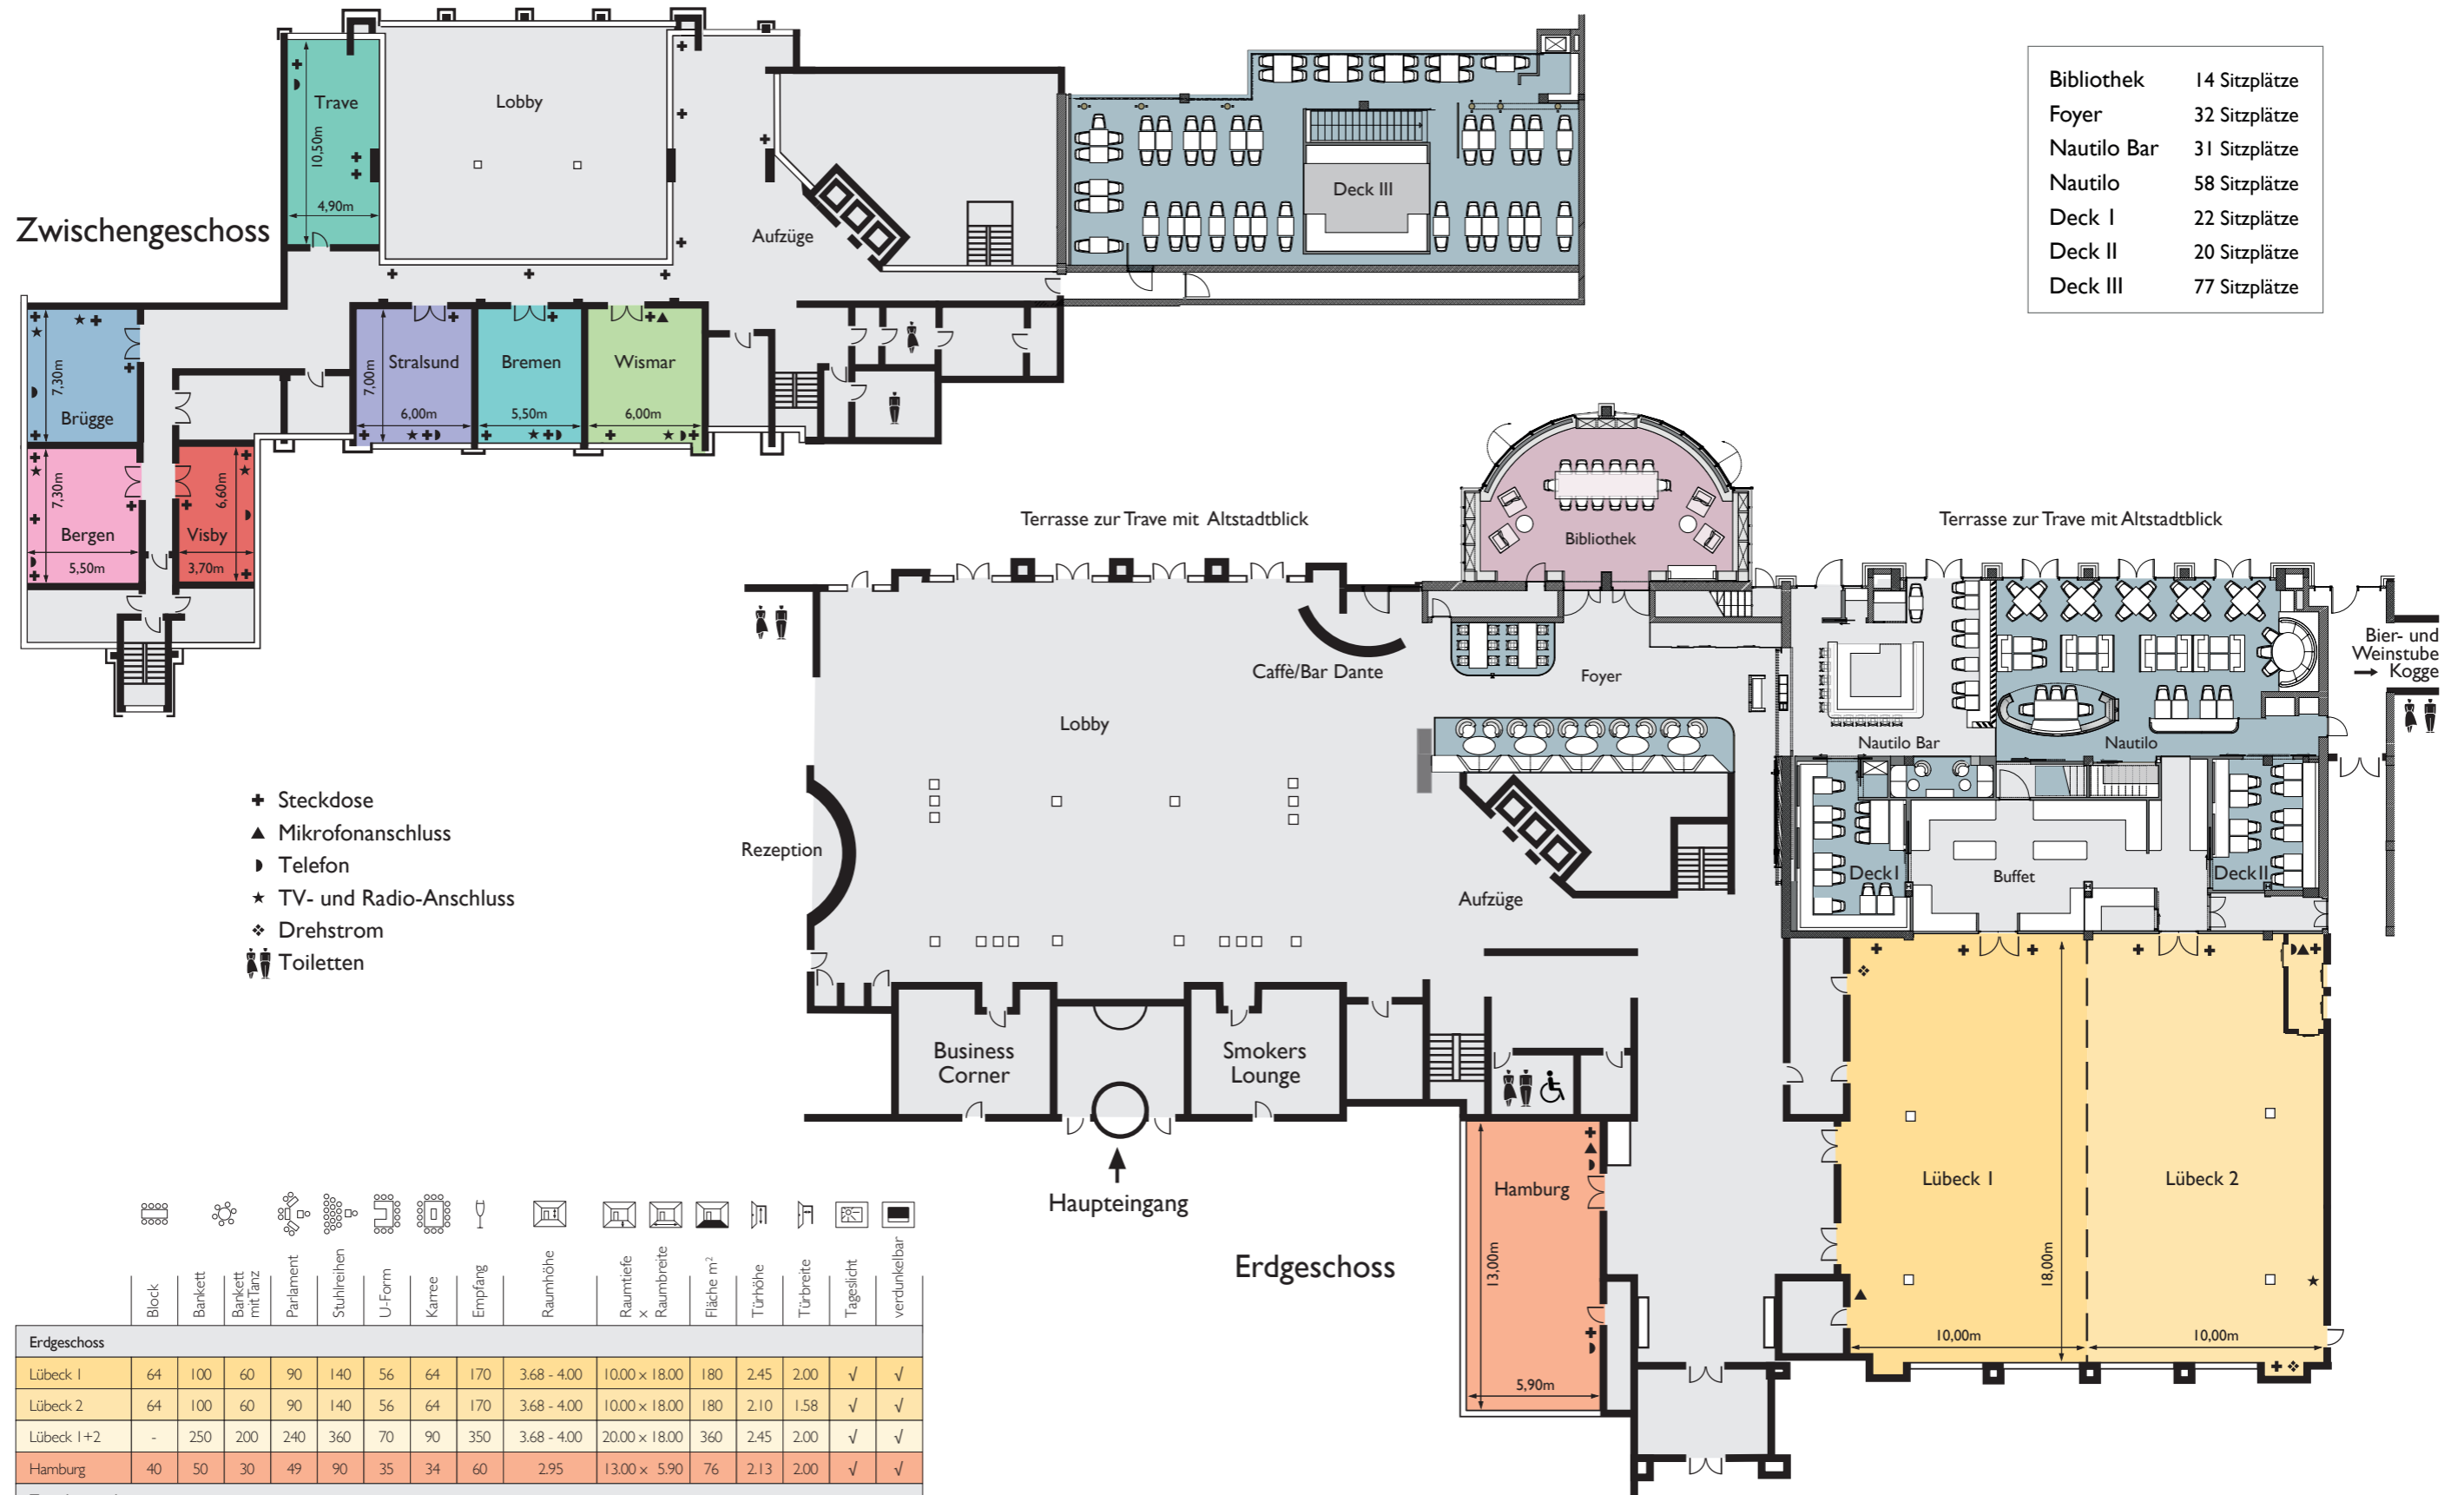 Zwischengeschoss
Trave
10,50m
4,90m
Lobby
Aufzüge
Deck III
Bibliothek 14 Sitzplätze
Foyer 32 Sitzplätze
Nautilo Bar 31 Sitzplätze
Nautilo 58 Sitzplätze
Deck I 22 Sitzplätze
Deck II 20 Sitzplätze
Deck III 77 Sitzplätze
7,30m
Brügge
7,00m
Stralsund
6,00m
Bremen
5,50m
Wismar
6,00m
7,30m
Bergen
5,50m
6,60m
Visby
3,70m
Terrasse zur Trave mit Altstadtblick
Bibliothek
Terrasse zur Trave mit Altstadtblick
Bier- und
Weinstube
→ Kogge
Caffè/Bar Dante
Foyer
Lobby
Nautilo Bar
Nautilo
Steckdose
Mikrofonanschluss
Telefon
TV- und Radio-Anschluss
Drehstrom
Toiletten
Rezeption
Aufzüge
Deck I
Buffet
Deck II
Business
Corner
Smokers
Lounge
Haupteingang
Erdgeschoss
Hamburg
13,00m
5,90m
Lübeck 1
Lübeck 2
18,00m
10,00m
10,00m
Block
Bankett
Bankett
mit Tanz
Parlament
Stuhlreihen
U-Form
Karree
Empfang
Raumhöhe
Raumtiefe
x
Raumbreite
Fläche m²
Türhöhe
Türbreite
Tageslicht
verdunkelbar
Erdgeschoss
Lübeck 1 64 100 60 90 140 56 64 170 3.68 - 4.00 10.00 x 18.00 180 2.45 2.00 √ √
Lübeck 2 64 100 60 90 140 56 64 170 3.68 - 4.00 10.00 x 18.00 180 2.10 1.58 √ √
Lübeck 1+2 - 250 200 240 360 70 90 350 3.68 - 4.00 20.00 x 18.00 360 2.45 2.00 √ √
Hamburg 40 50 30 49 90 35 34 60 2.95 13.00 x 5.90 76 2.13 2.00 √ √